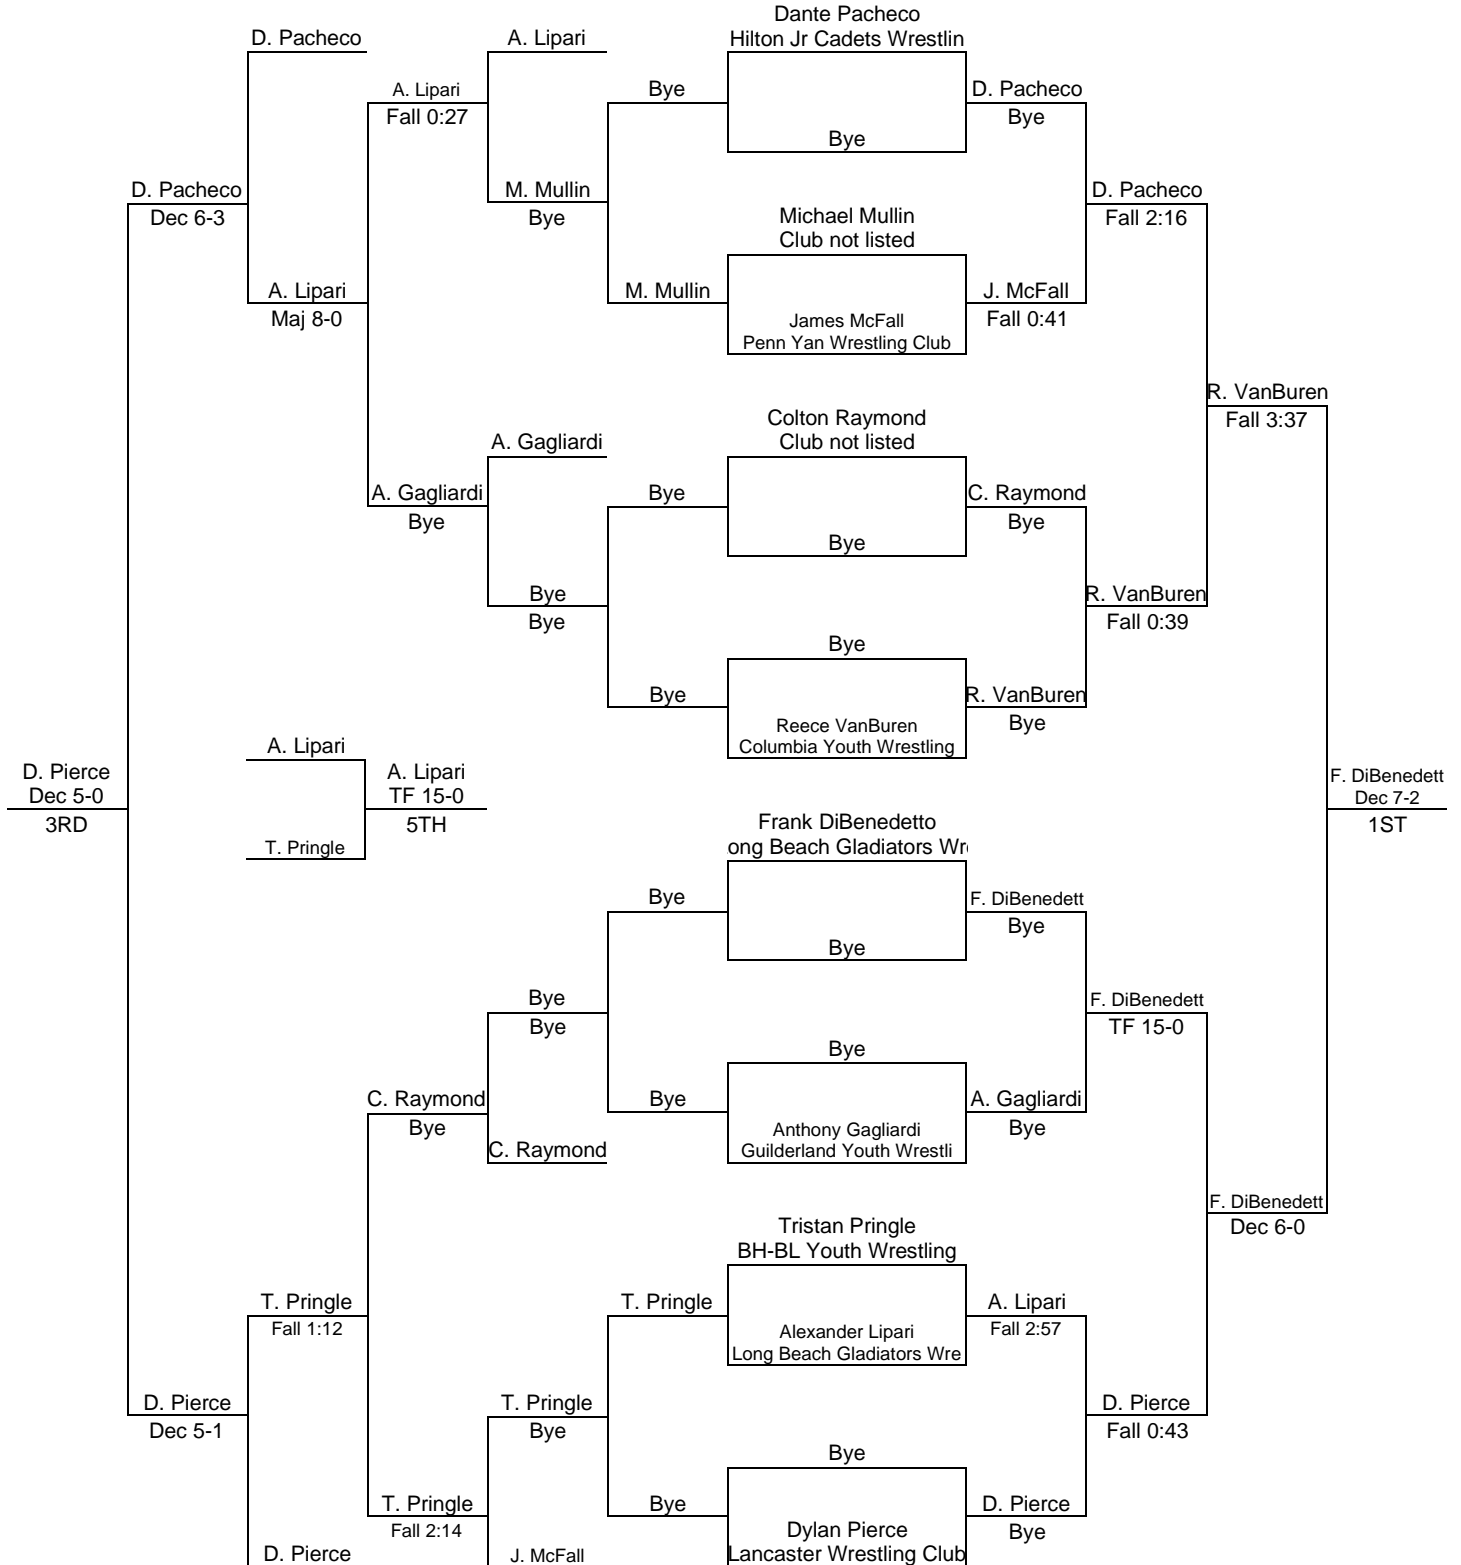 Dante Pacheco
Hilton Jr Cadets Wrestlin
D. Pacheco
A. Lipari
A. Lipari
Fall 0:27
Bye
D. Pacheco
Bye
Bye
D. Pacheco
Dec 6-3
M. Mullin
Bye
D. Pacheco
Fall 2:16
Michael Mullin
Club not listed
A. Lipari
Maj 8-0
M. Mullin
J. McFall
Fall 0:41
James McFall
Penn Yan Wrestling Club
R. VanBuren
Fall 3:37
Colton Raymond
Club not listed
A. Gagliardi
A. Gagliardi
Bye
Bye
C. Raymond
Bye
Bye
Bye
Bye
R. VanBuren
Fall 0:39
Bye
Bye
R. VanBuren
Bye
Reece VanBuren
Columbia Youth Wrestling
A. Lipari
D. Pierce
Dec 5-0
3RD
A. Lipari
TF 15-0
5TH
F. DiBenedett
Dec 7-2
1ST
T. Pringle
Frank DiBenedetto
ong Beach Gladiators Wr
Bye
F. DiBenedett
Bye
Bye
Bye
Bye
F. DiBenedett
TF 15-0
Bye
C. Raymond
Bye
Bye
A. Gagliardi
Bye
Anthony Gagliardi
Guilderland Youth Wrestli
C. Raymond
F. DiBenedett
Dec 6-0
Tristan Pringle
BH-BL Youth Wrestling
T. Pringle
Fall 1:12
T. Pringle
A. Lipari
Fall 2:57
Alexander Lipari
Long Beach Gladiators Wre
D. Pierce
Dec 5-1
T. Pringle
Bye
D. Pierce
Fall 0:43
Bye
T. Pringle
Fall 2:14
Bye
D. Pierce
Bye
Dylan Pierce
Lancaster Wrestling Club
D. Pierce
J. McFall